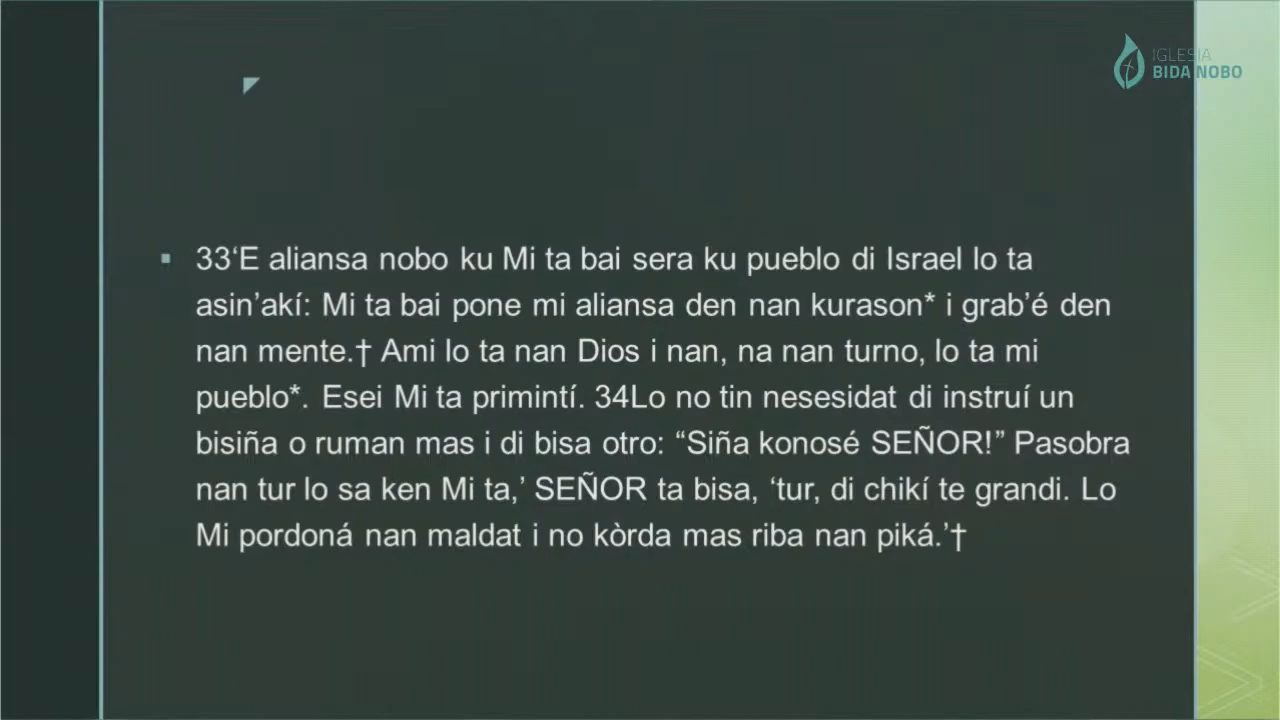 IGLESIA
BIDA NOBO
33‘E aliansa nobo ku Mi ta bai sera ku pueblo di Israel lo ta
asin’akí: Mi ta bai pone mi aliansa den nan kurason* i grab’é den
nan mente.† Ami lo ta nan Dios i nan, na nan turno, lo ta mi
pueblo*. Esei Mi ta primintí. 34Lo no tin nesesidat di instruí un
bisiña o ruman mas i di bisa otro: “Siña konosé SEÑOR!” Pasobra
nan tur lo sa ken Mi ta,’ SEÑOR ta bisa, ‘tur, di chikí te grandi. Lo
Mi pordoná nan maldat i no kòrda mas riba nan piká.’†